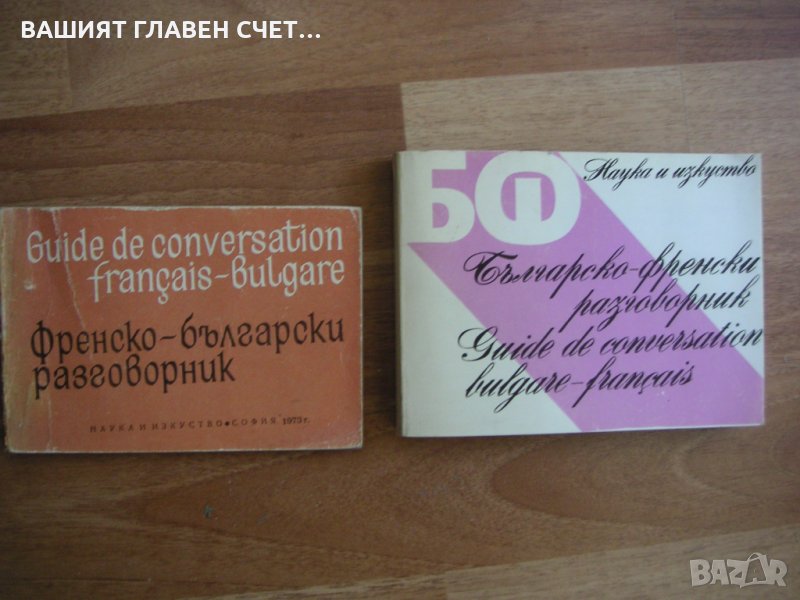 ВАШИЯТ ГЛАВЕН СЧЕТ...
Guide de conversation
français-bulgare
Френско-български
разговорник
НАУКА И ИЗКУСТВО • СОФИЯ 1973 г.
БФ
Наука и изкуство
Българско-френски
разговорник
Guide de conversation
bulgare-français
BAZAR